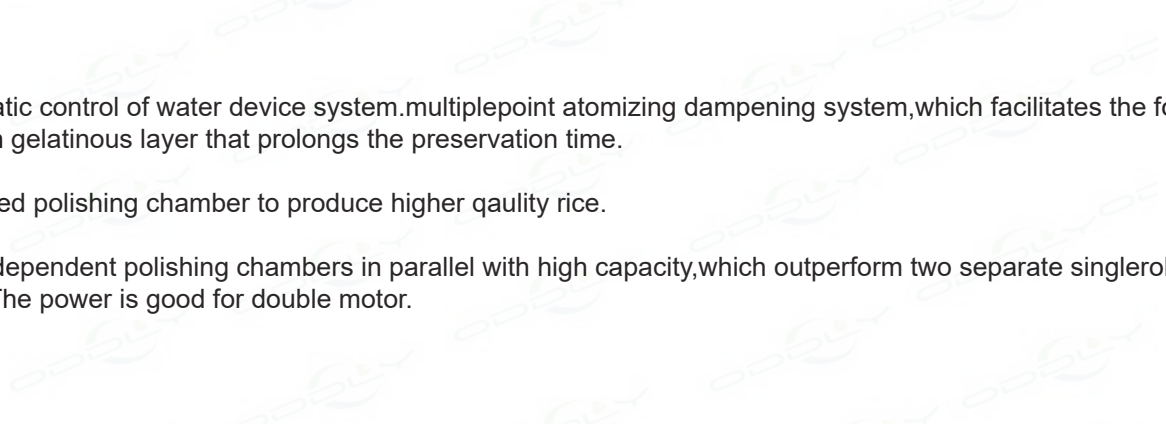 atic control of water device system.multiplepoint atomizing dampening system,which facilitates the fo
gelatinous layer that prolongs the preservation time.
ed polishing chamber to produce higher qaulity rice.
dependent polishing chambers in parallel with high capacity,which outperform two separate singlerol
The power is good for double motor.